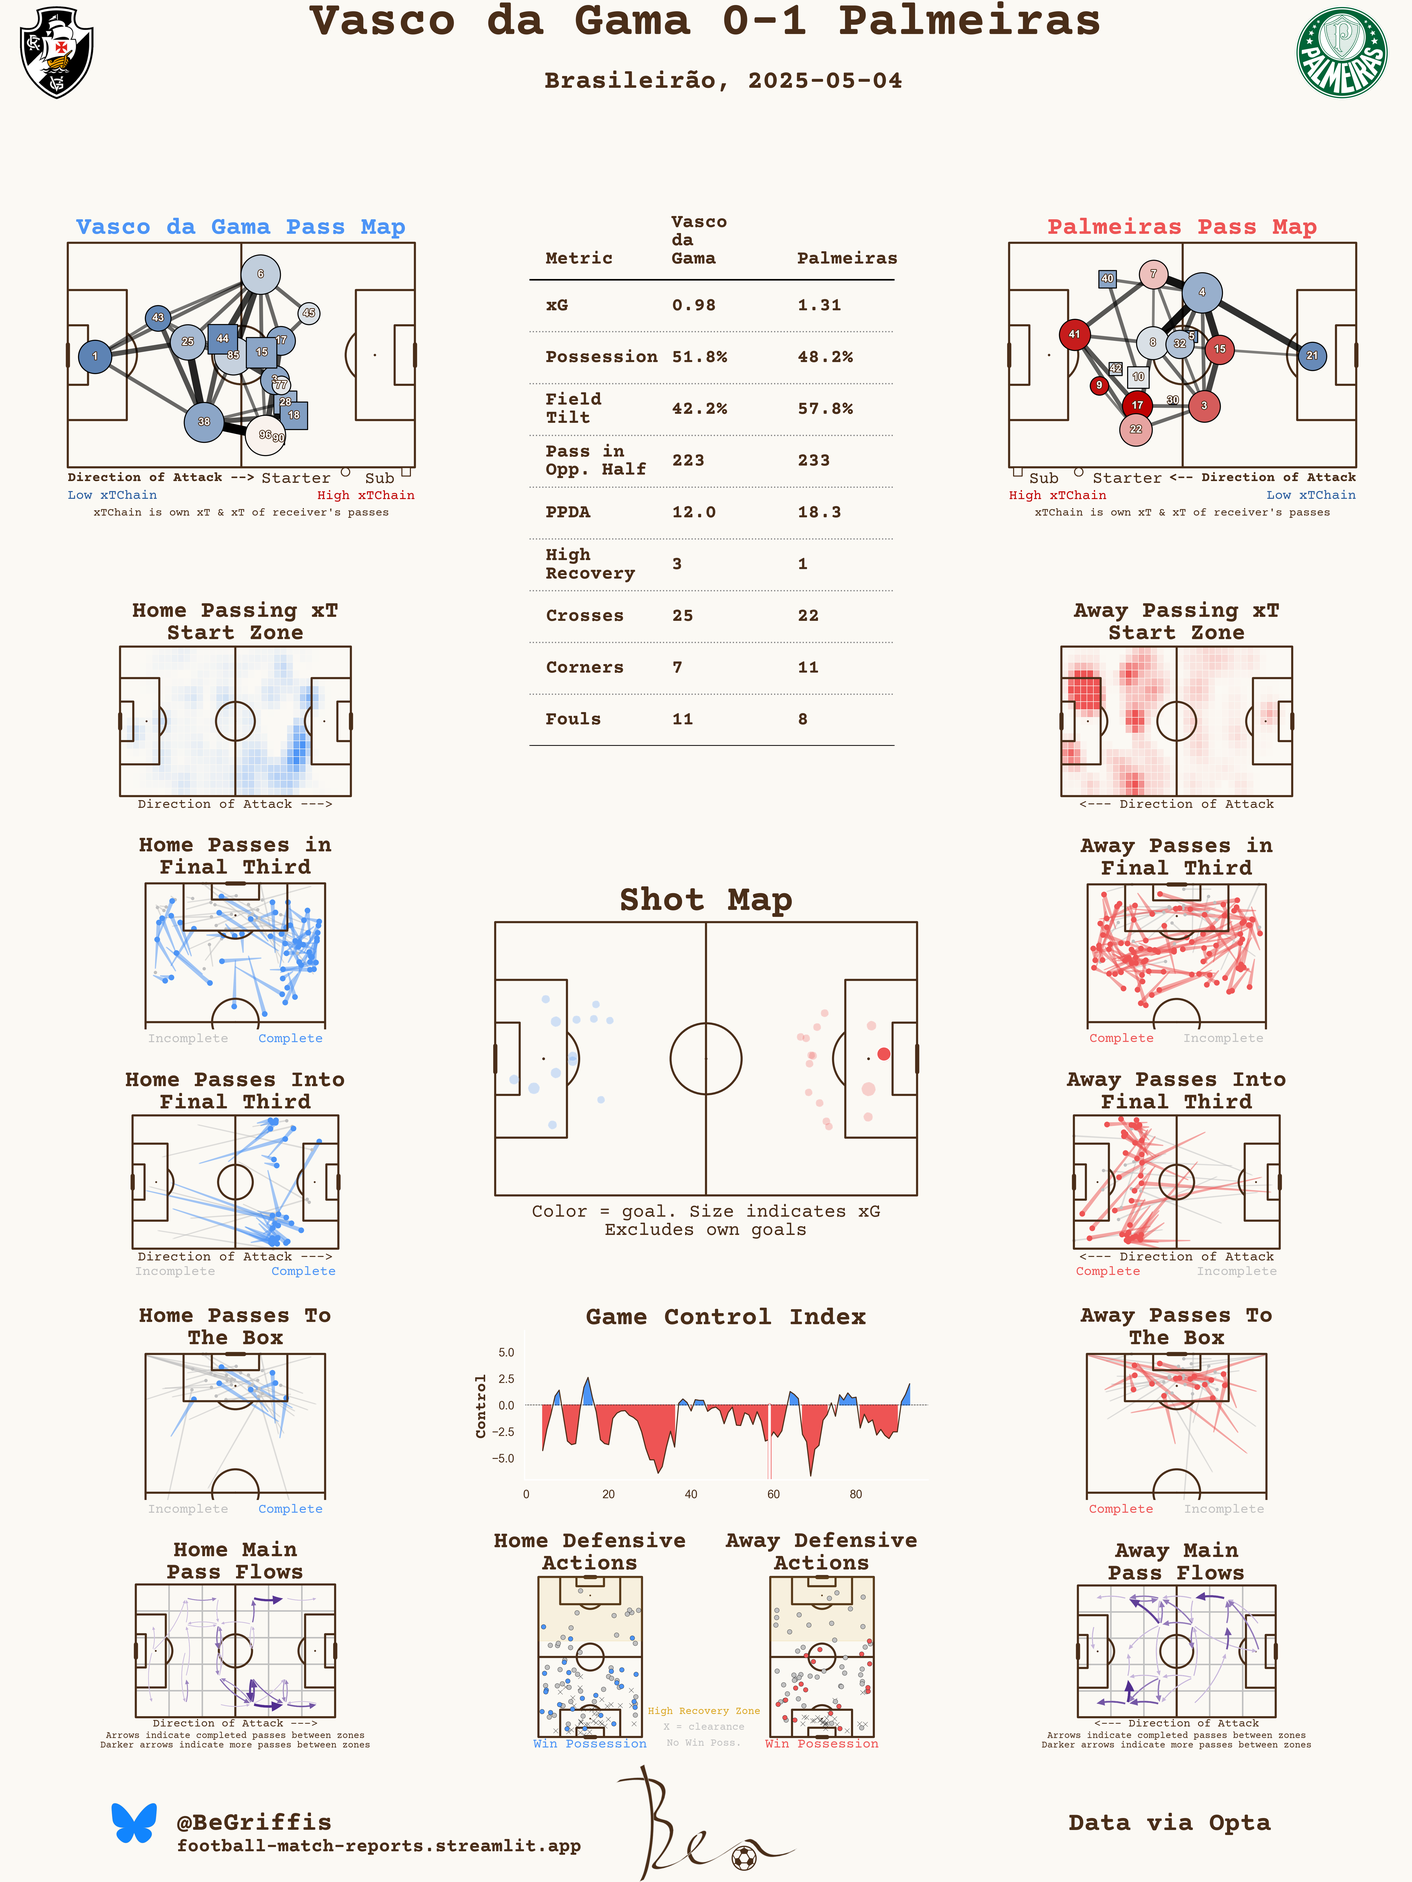 Vasco da Gama 0-1 Palmeiras
Brasileirão, 2025-05-04
PALMEIRAS
Vasco da Gama Pass Map
6
43
45
25
44
17
1
85
15
77
28
38
18
96
90
Direction of Attack --> Starter Sub
Low xTChain High xTChain
xTChain is own xT & xT of receiver's passes
Metric Vasco da Gama Palmeiras
xG 0.98 1.31
Possession 51.8% 48.2%
Field Tilt 42.2% 57.8%
Pass in Opp. Half 223 233
PPDA 12.0 18.3
High Recovery 3 1
Crosses 25 22
Corners 7 11
Fouls 11 8
Palmeiras Pass Map
40
7
4
41
8
32
5
15
21
42
10
9
17
30
3
22
Sub Starter <-- Direction of Attack
High xTChain Low xTChain
xTChain is own xT & xT of receiver's passes
Home Passing xT
Start Zone
Direction of Attack --->
Away Passing xT
Start Zone
<--- Direction of Attack
Home Passes in
Final Third
Incomplete Complete
Away Passes in
Final Third
Complete Incomplete
Shot Map
Color = goal. Size indicates xG
Excludes own goals
Home Passes Into
Final Third
Direction of Attack --->
Incomplete Complete
Away Passes Into
Final Third
<--- Direction of Attack
Complete Incomplete
Home Passes To
The Box
Incomplete Complete
Game Control Index
Control
5.0
2.5
0.0
−2.5
−5.0
0 20 40 60 80
Away Passes To
The Box
Complete Incomplete
Home Main
Pass Flows
Direction of Attack --->
Arrows indicate completed passes between zones
Darker arrows indicate more passes between zones
Home Defensive
Actions
Win Possession
High Recovery Zone
X = clearance
No Win Poss.
Away Defensive
Actions
Win Possession
Away Main
Pass Flows
<--- Direction of Attack
Arrows indicate completed passes between zones
Darker arrows indicate more passes between zones
@BeGriffis
football-match-reports.streamlit.app
Ben
Data via Opta